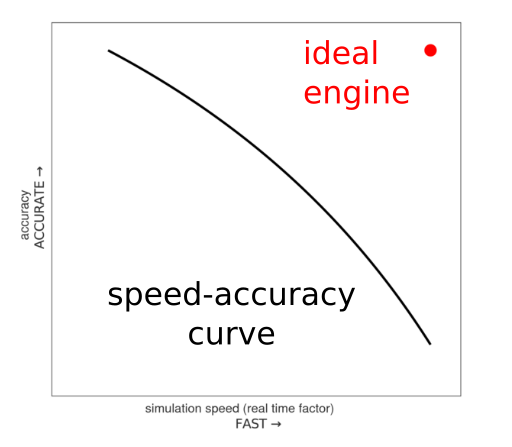 ideal
engine
accuracy
ACCURATE →
speed-accuracy
curve
simulation speed (real time factor)
FAST →